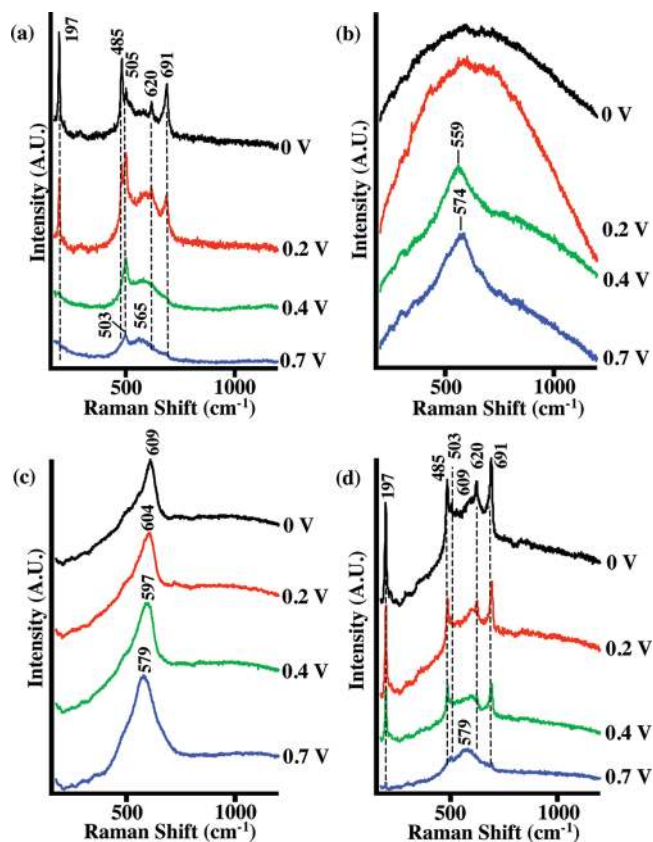 (a)
197
485
505
620
691
0 V
0.2 V
0.4 V
503
565
0.7 V
Intensity (A.U.)
500
1000
Raman Shift (cm-1)
(b)
0 V
559
574
0.2 V
0.4 V
0.7 V
Intensity (A.U.)
500
1000
Raman Shift (cm-1)
(c)
609
0 V
604
0.2 V
597
0.4 V
579
0.7 V
Intensity (A.U.)
500
1000
Raman Shift (cm-1)
(d)
197
485
503
609
620
691
0 V
0.2 V
0.4 V
579
0.7 V
Intensity (A.U.)
500
1000
Raman Shift (cm-1)